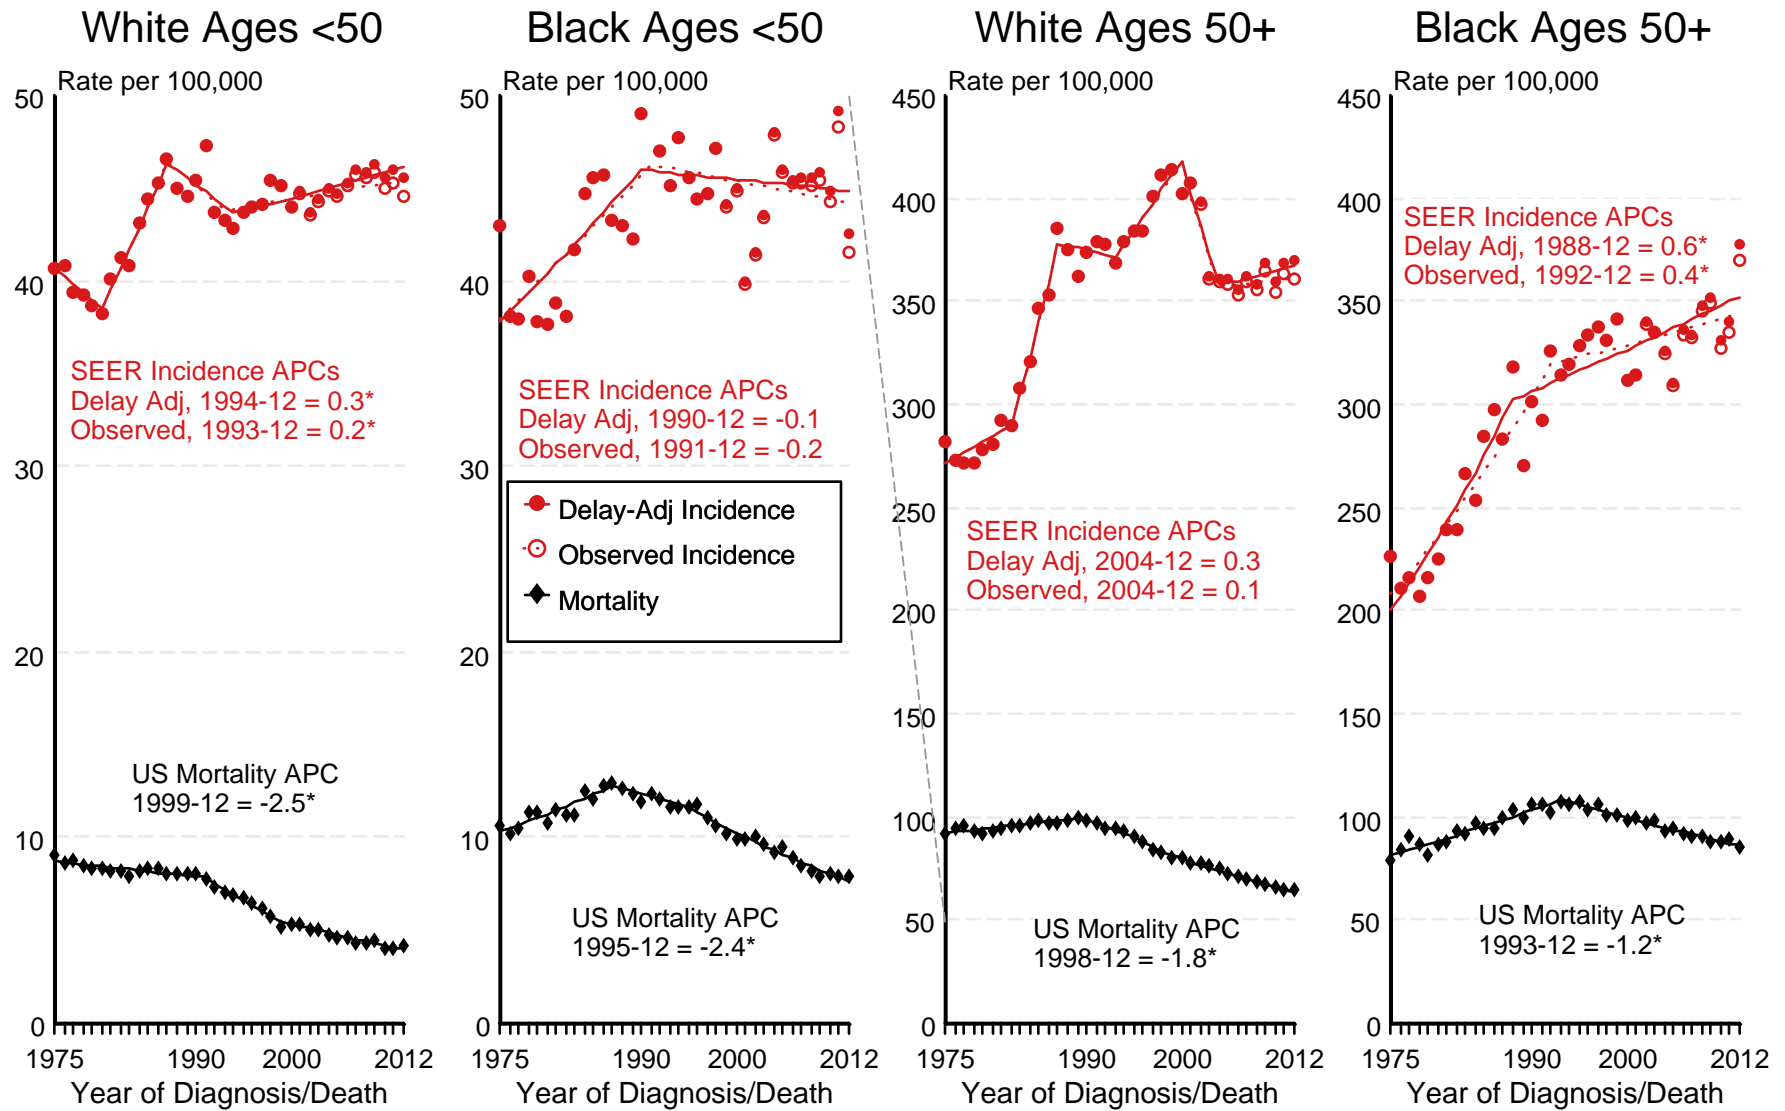 White Ages <50
Black Ages <50
White Ages 50+
Black Ages 50+
Rate per 100,000
50
40
30
20
10
0
SEER Incidence APCs
Delay Adj, 1994-12 = 0.3*
Observed, 1993-12 = 0.2*
US Mortality APC
1999-12 = -2.5*
1975
1990
2000
2012
Year of Diagnosis/Death
Rate per 100,000
50
40
30
20
10
0
SEER Incidence APCs
Delay Adj, 1990-12 = -0.1
Observed, 1991-12 = -0.2
Delay-Adj Incidence
Observed Incidence
Mortality
US Mortality APC
1995-12 = -2.4*
1975
1990
2000
2012
Year of Diagnosis/Death
Rate per 100,000
450
400
350
300
250
200
150
100
50
0
SEER Incidence APCs
Delay Adj, 2004-12 = 0.3
Observed, 2004-12 = 0.1
US Mortality APC
1998-12 = -1.8*
1975
1990
2000
2012
Year of Diagnosis/Death
Rate per 100,000
450
400
350
300
250
200
150
100
50
0
SEER Incidence APCs
Delay Adj, 1988-12 = 0.6*
Observed, 1992-12 = 0.4*
US Mortality APC
1993-12 = -1.2*
1975
1990
2000
2012
Year of Diagnosis/Death